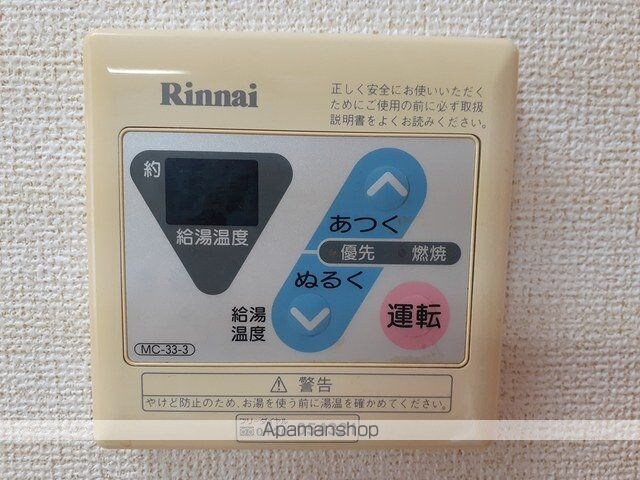 Rinnai
正しく安全にお使いいただく
ためにご使用の前に必ず取扱
説明書をよくお読みください。
約
給湯温度
あつく
優先
燃焼
ぬるく
給湯
温度
運転
MC-33-3
⚠ 警告
やけど防止のため、お湯を使う前に湯温を確かめてください。
Apamanshop